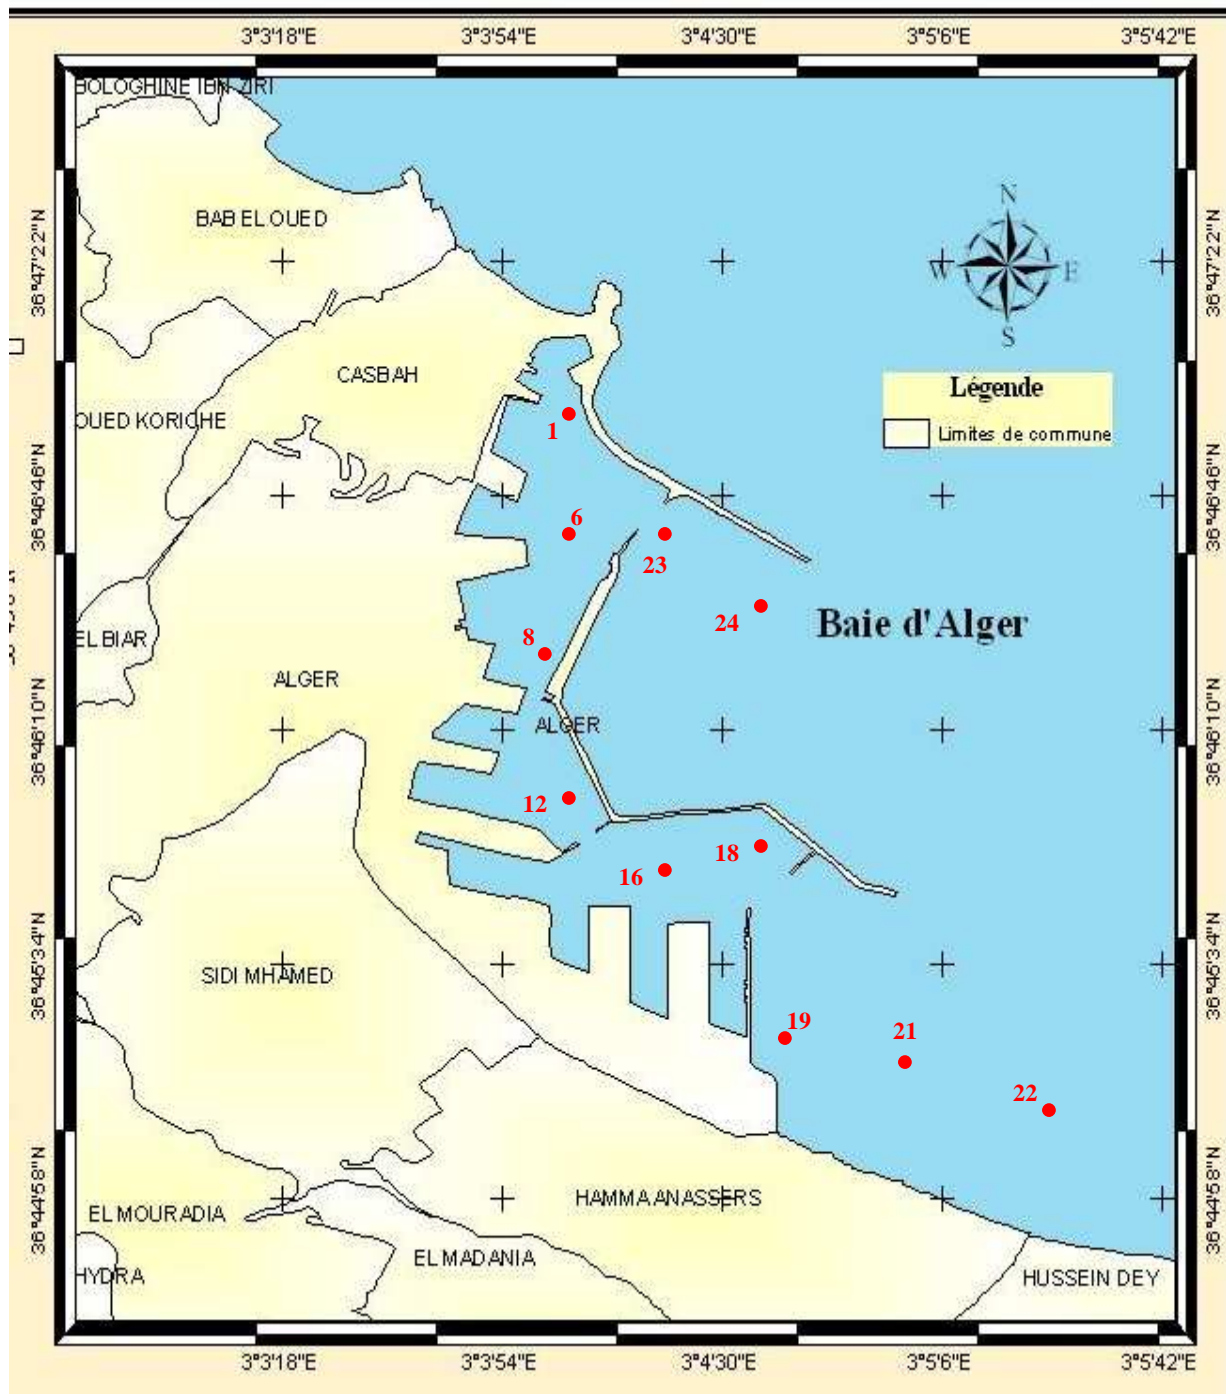 3°3'18"E 3°3'54"E 3°4'30"E 3°5'6"E 3°5'42"E
BOLOGHINE IBN ZIRI
BAB EL OUED
N
W E
S
36°47'22"N 36°47'22"N
CASBAH
Légende
Limites de commune
OUED KORICHE
1
36°46'46"N 36°46'46"N
6
23
24
Baie d'Alger
EL BIAR
8
ALGER
ALGER
36°46'10"N 36°46'10"N
12
18
16
36°45'34"N 36°45'34"N
SIDI MHAMED
19
21
22
36°44'58"N 36°44'58"N
HAMMA ANASSERS
EL MOURADIA
EL MADANIA
HYDRA
HUSSEIN DEY
3°3'18"E 3°3'54"E 3°4'30"E 3°5'6"E 3°5'42"E